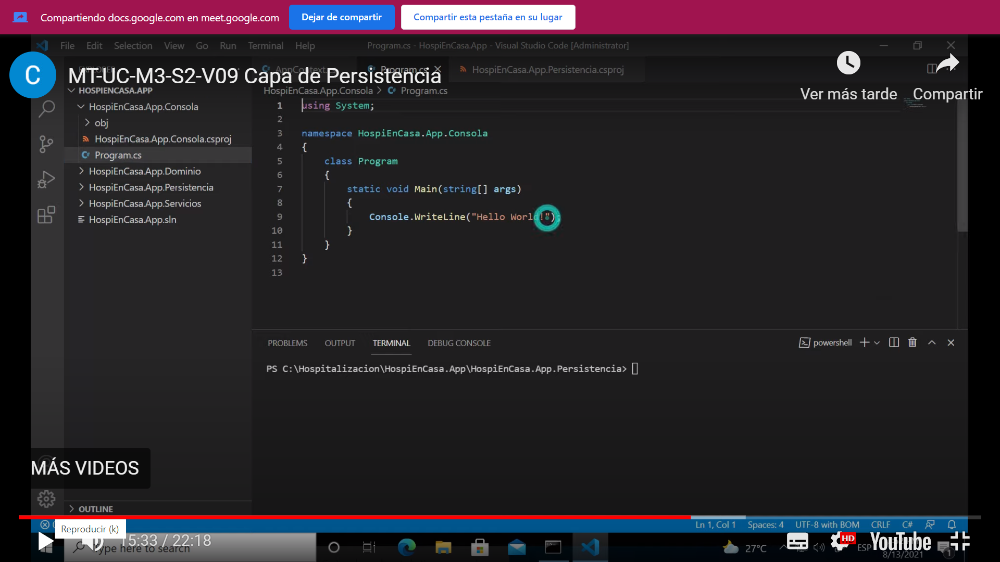 Compartiendo docs.google.com en meet.google.com
Dejar de compartir
Compartir esta pestaña en su lugar
File Edit Selection View Go Run Terminal Help
Program.cs - HospiEnCasa.App - Visual Studio Code [Administrator]
C
MT-UC-M3-S2-V09 Capa de Persistencia
Ver más tarde
Compartir
EXPLORER
Program.cs
HospiEnCasa.App.Persistencia.csproj
HOSPIENCASA.APP
HospiEnCasa.App.Consola
obj
HospiEnCasa.App.Consola.csproj
Program.cs
HospiEnCasa.App.Dominio
HospiEnCasa.App.Persistencia
HospiEnCasa.App.Servicios
HospiEnCasa.App.sln
HospiEnCasa.App.Consola > Program.cs
1 using System;
2
3 namespace HospiEnCasa.App.Consola
4 {
5 class Program
6 {
7 static void Main(string[] args)
8 {
9 Console.WriteLine("Hello World!");
10 }
11 }
12 }
13
PROBLEMS OUTPUT TERMINAL DEBUG CONSOLE
powershell
PS C:\Hospitalizacion\HospiEnCasa.App\HospiEnCasa.App.Persistencia>
MÁS VIDEOS
OUTLINE
Ln 1, Col 1 Spaces: 4 UTF-8 with BOM CRLF C#
Reproducir (k)
15:33 / 22:18
Type here to search
27°C
ESP
HD
YouTube
8/13/2021
1